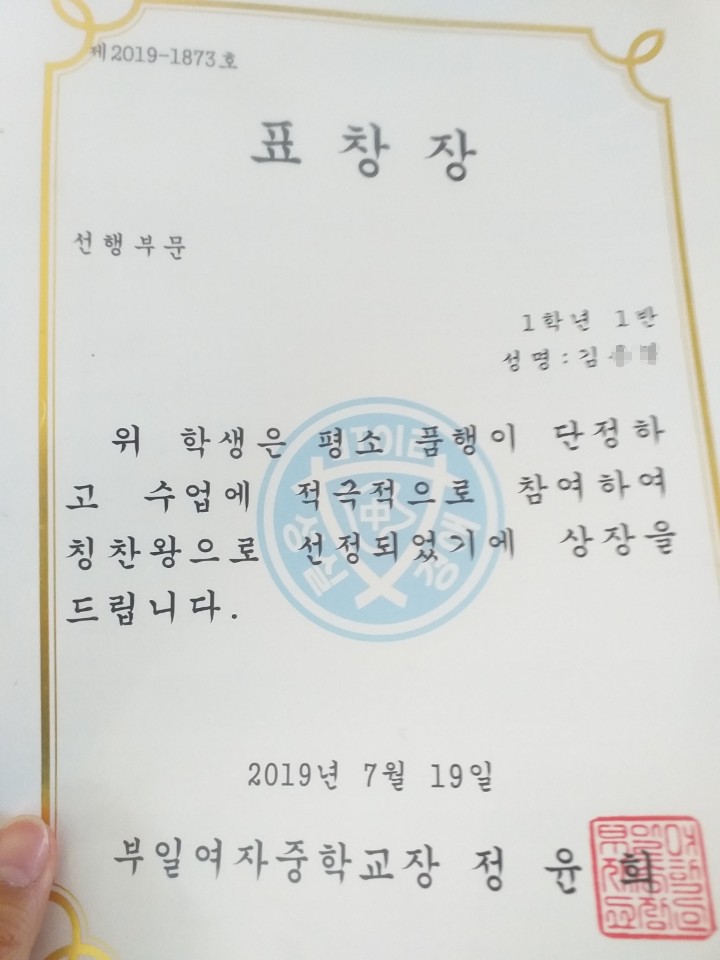 제2019-1873호
표 창 장
선행부문
1학년 1반
성명:김
위 학생은 평소 품행이 단정하
고 수업에 적극적으로 참여하여
칭찬왕으로 선정되었기에 상장을
드립니다.
2019년 7월 19일
부일여자중학교장 정 윤 희